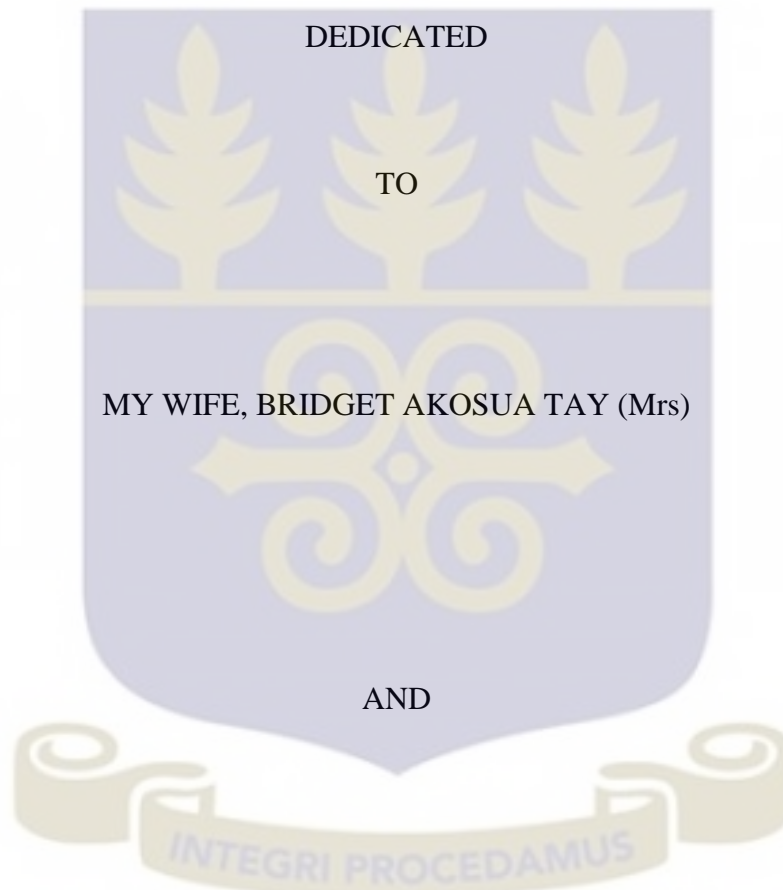 DEDICATED
TO
MY WIFE, BRIDGET AKOSUA TAY (Mrs)
AND
INTEGRI PROCEDAMUS